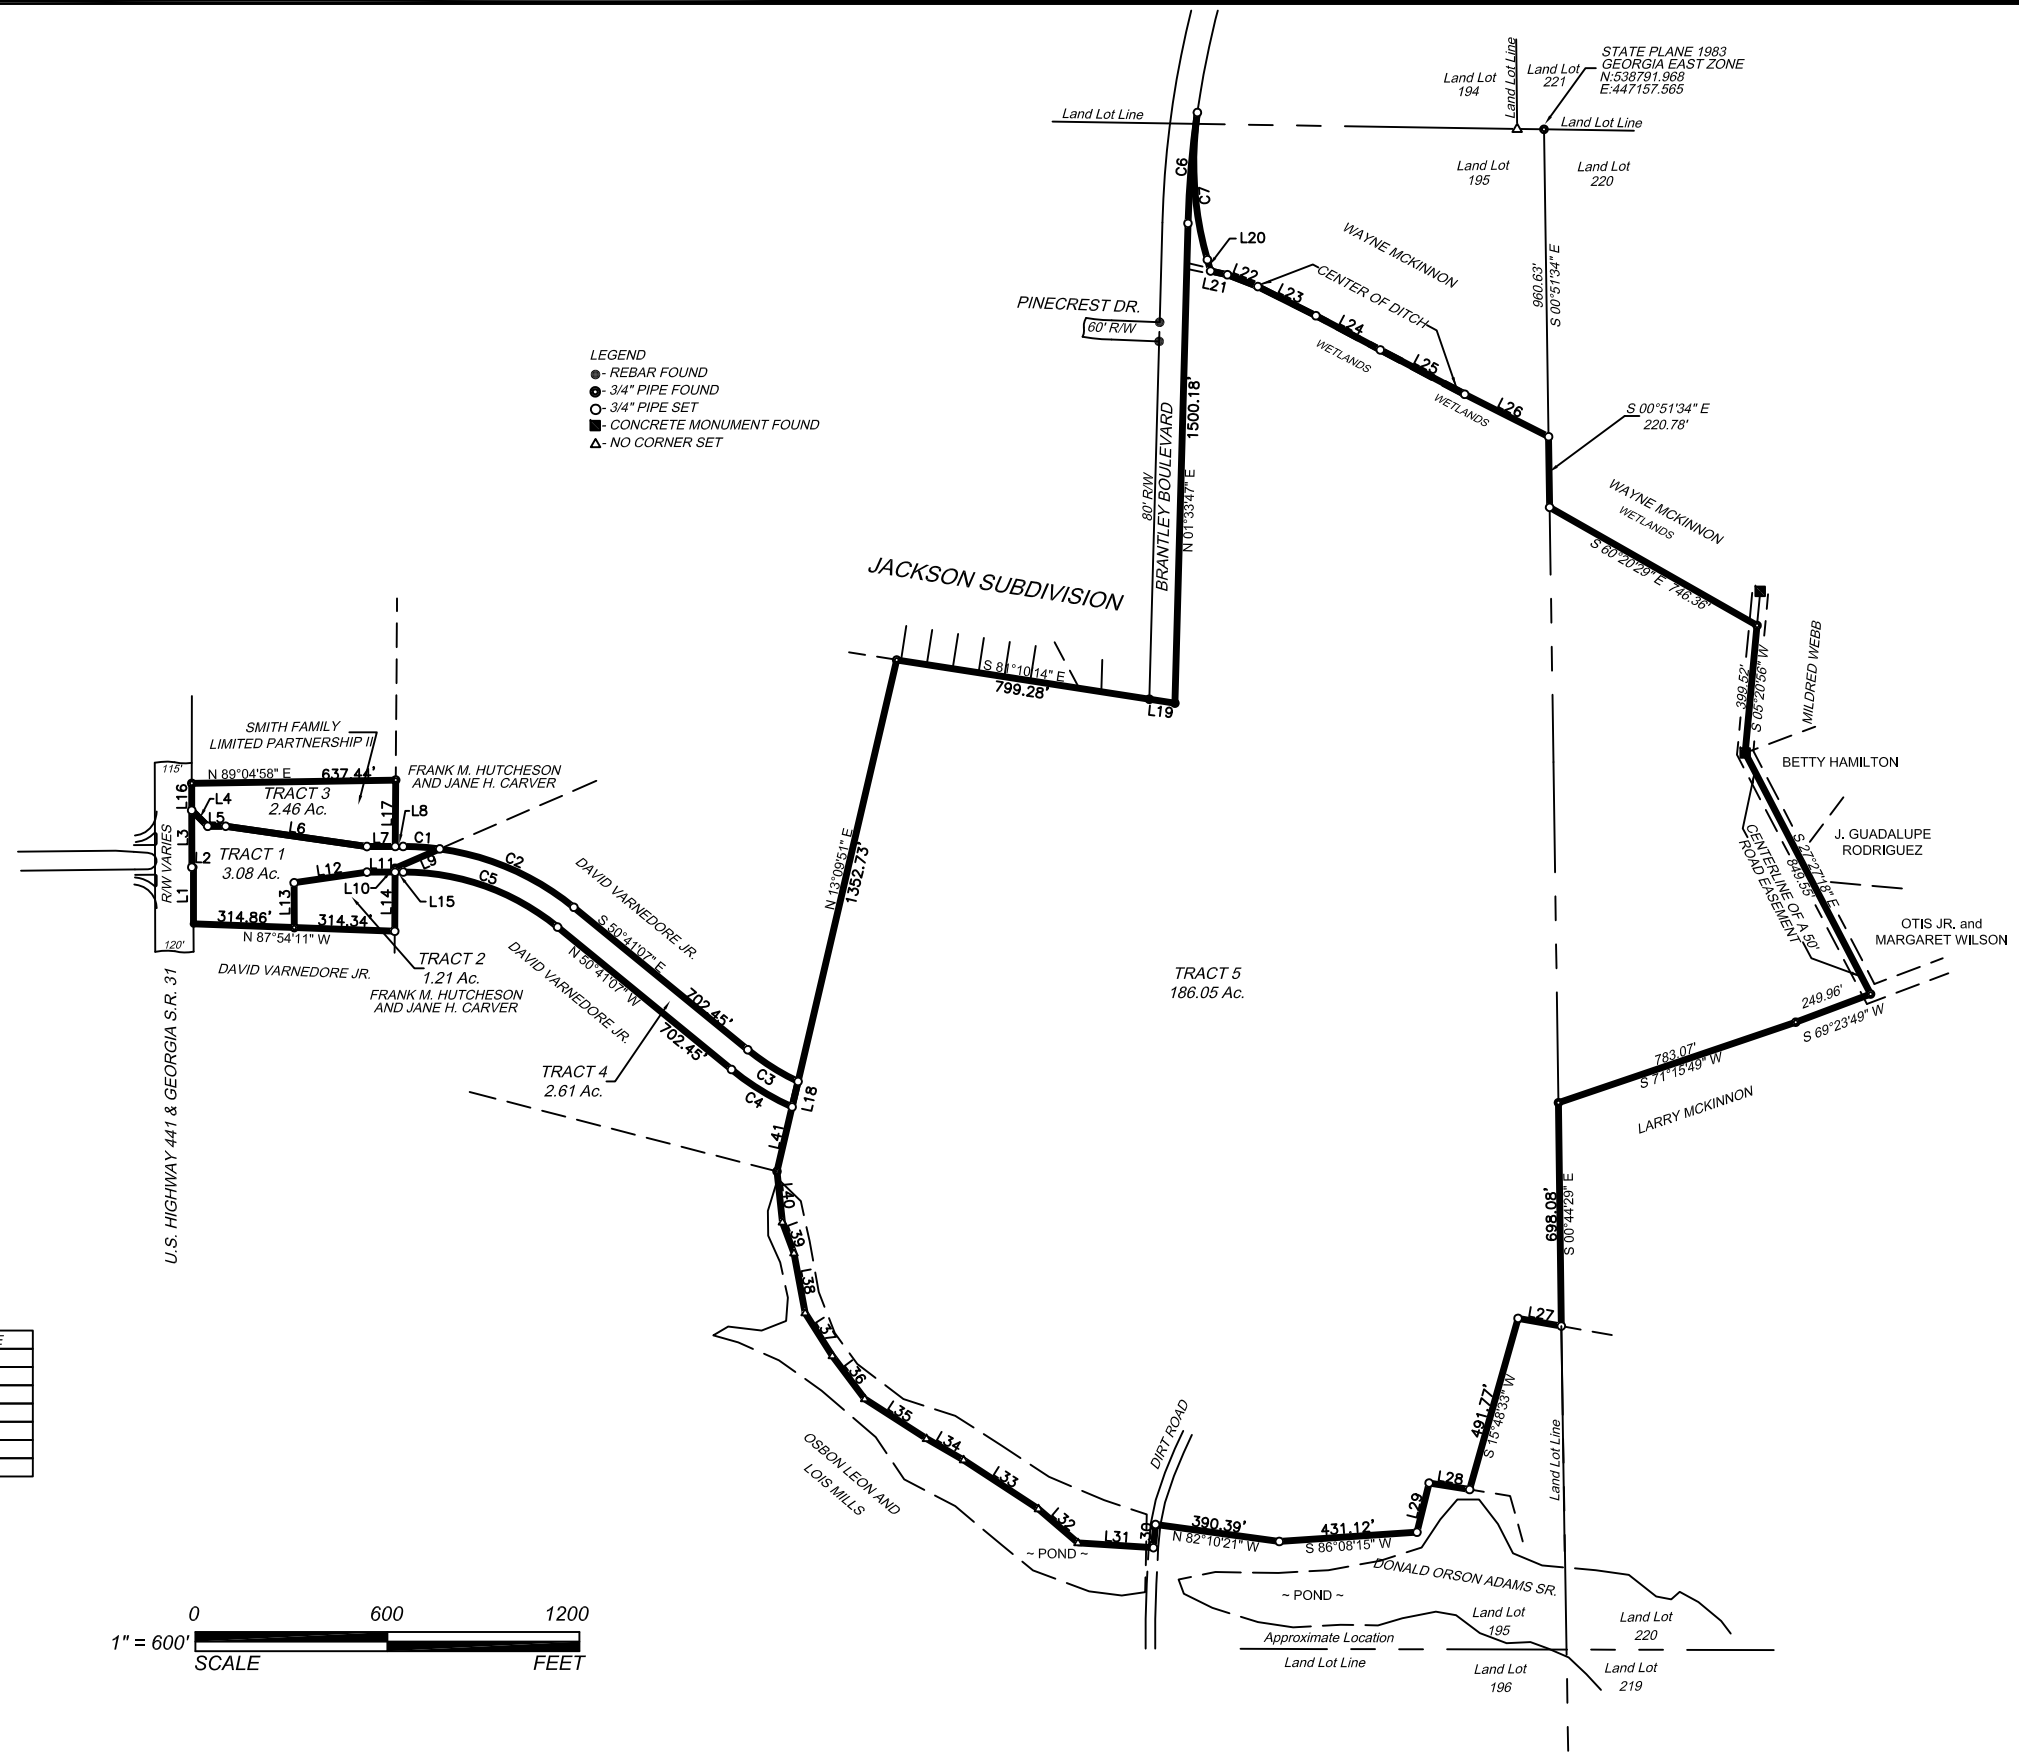 STATE PLANE 1983
GEORGIA EAST ZONE
N:538791.968
E:447157.565
Land Lot
194
Land Lot Line
Land Lot
221
Land Lot Line
Land Lot Line
Land Lot
195
Land Lot
220
C6
C7
L20
L21
L22
L23
L24
L25
L26
WAYNE MCKINNON
CENTER OF DITCH
WETLANDS
WETLANDS
960.63'
S 00°51'34" E
PINECREST DR.
60' R/W
LEGEND
- REBAR FOUND
- 3/4" PIPE FOUND
- 3/4" PIPE SET
- CONCRETE MONUMENT FOUND
- NO CORNER SET
80' R/W
BRANTLEY BOULEVARD
1500.18'
N 01°33'47" E
S 00°51'34" E
220.78'
WAYNE MCKINNON
WETLANDS
S 60°20'29" E 746.36'
JACKSON SUBDIVISION
S 81°10'14" E
799.28'
L19
399.52'
S 05°20'56" W
MILDRED WEBB
BETTY HAMILTON
J. GUADALUPE
RODRIGUEZ
S 27°27'18" E
849.55'
CENTERLINE OF A 50'
ROAD EASEMENT
OTIS JR. and
MARGARET WILSON
249.96'
S 69°23'49" W
783.07'
S 71°15'49" W
LARRY MCKINNON
SMITH FAMILY
LIMITED PARTNERSHIP II
115'
N 89°04'58" E
637.44'
FRANK M. HUTCHESON
AND JANE H. CARVER
TRACT 3
2.46 Ac.
L16
L4
L5
L6
L17
L8
L7
C1
L3
L2
L1
R/W VARIES
TRACT 1
3.08 Ac.
L12
L11
L9
L10
L13
L14
L15
C2
C5
314.86'
314.34'
N 87°54'11" W
120'
DAVID VARNEDORE JR.
TRACT 2
1.21 Ac.
FRANK M. HUTCHESON
AND JANE H. CARVER
U.S. HIGHWAY 441 & GEORGIA S.R. 31
DAVID VARNEDORE JR.
S 50°41'07" E
702.45'
N 50°41'07" W
702.45'
DAVID VARNEDORE JR.
TRACT 4
2.61 Ac.
N 13°09'51" E
1352.73'
C3
C4
L18
L41
TRACT 5
186.05 Ac.
L40
L39
L38
L37
L36
L35
L34
L33
L32
L31
L30
OSBON LEON AND
LOIS MILLS
~ POND ~
DIRT ROAD
390.39'
N 82°10'21" W
431.12'
S 86°08'15" W
L29
L28
491.77'
S 15°48'33" W
L27
698.08'
S 00°44'29" E
Land Lot Line
DONALD ORSON ADAMS SR.
~ POND ~
Land Lot
195
Land Lot
220
Approximate Location
Land Lot Line
Land Lot
196
Land Lot
219
E
0 600 1200
1" = 600'
SCALE FEET